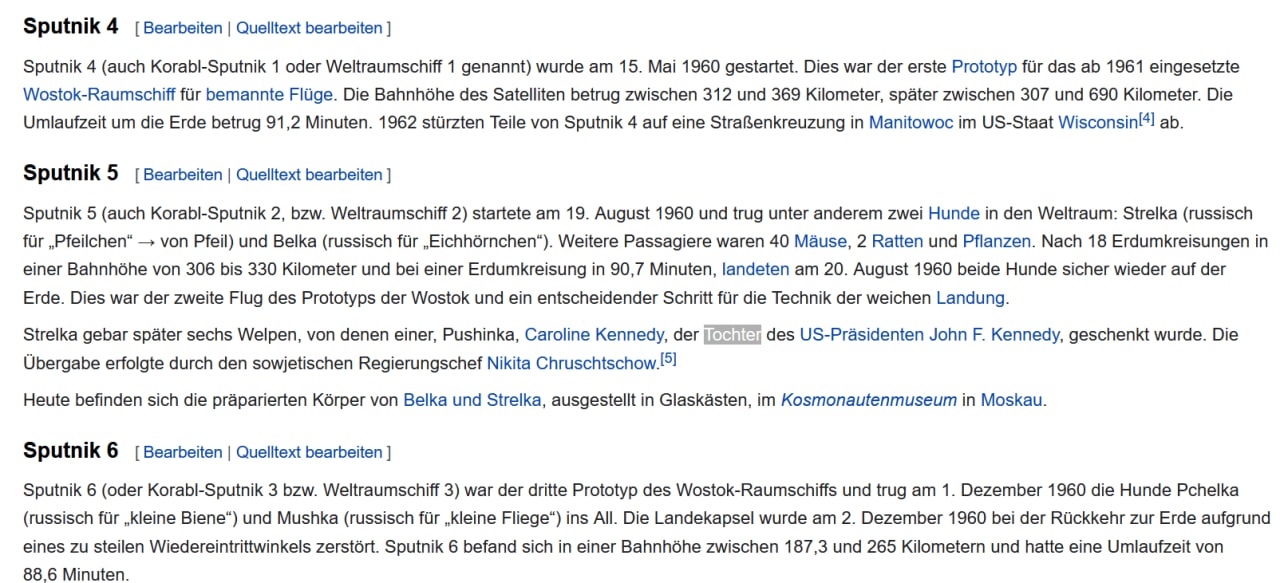 Sputnik 4 [ Bearbeiten | Quelltext bearbeiten ]
Sputnik 4 (auch Korabl-Sputnik 1 oder Weltraumschiff 1 genannt) wurde am 15. Mai 1960 gestartet. Dies war der erste Prototyp für das ab 1961 eingesetzte
Wostok-Raumschiff für bemannte Flüge. Die Bahnhöhe des Satelliten betrug zwischen 312 und 369 Kilometer, später zwischen 307 und 690 Kilometer. Die
Umlaufzeit um die Erde betrug 91,2 Minuten. 1962 stürzten Teile von Sputnik 4 auf eine Straßenkreuzung in Manitowoc im US-Staat Wisconsin[4] ab.
Sputnik 5 [ Bearbeiten | Quelltext bearbeiten ]
Sputnik 5 (auch Korabl-Sputnik 2, bzw. Weltraumschiff 2) startete am 19. August 1960 und trug unter anderem zwei Hunde in den Weltraum: Strelka (russisch
für „Pfeilchen“ → von Pfeil) und Belka (russisch für „Eichhörnchen“). Weitere Passagiere waren 40 Mäuse, 2 Ratten und Pflanzen. Nach 18 Erdumkreisungen in
einer Bahnhöhe von 306 bis 330 Kilometer und bei einer Erdumkreisung in 90,7 Minuten, landeten am 20. August 1960 beide Hunde sicher wieder auf der
Erde. Dies war der zweite Flug des Prototyps der Wostok und ein entscheidender Schritt für die Technik der weichen Landung.
Strelka gebar später sechs Welpen, von denen einer, Pushinka, Caroline Kennedy, der Tochter des US-Präsidenten John F. Kennedy, geschenkt wurde. Die
Übergabe erfolgte durch den sowjetischen Regierungschef Nikita Chruschtschow.[5]
Heute befinden sich die präparierten Körper von Belka und Strelka, ausgestellt in Glaskästen, im Kosmonautenmuseum in Moskau.
Sputnik 6 [ Bearbeiten | Quelltext bearbeiten ]
Sputnik 6 (oder Korabl-Sputnik 3 bzw. Weltraumschiff 3) war der dritte Prototyp des Wostok-Raumschiffs und trug am 1. Dezember 1960 die Hunde Pchelka
(russisch für „kleine Biene“) und Mushka (russisch für „kleine Fliege“) ins All. Die Landekapsel wurde am 2. Dezember 1960 bei der Rückkehr zur Erde aufgrund
eines zu steilen Wiedereintrittwinkels zerstört. Sputnik 6 befand sich in einer Bahnhöhe zwischen 187,3 und 265 Kilometern und hatte eine Umlaufzeit von
88,6 Minuten.